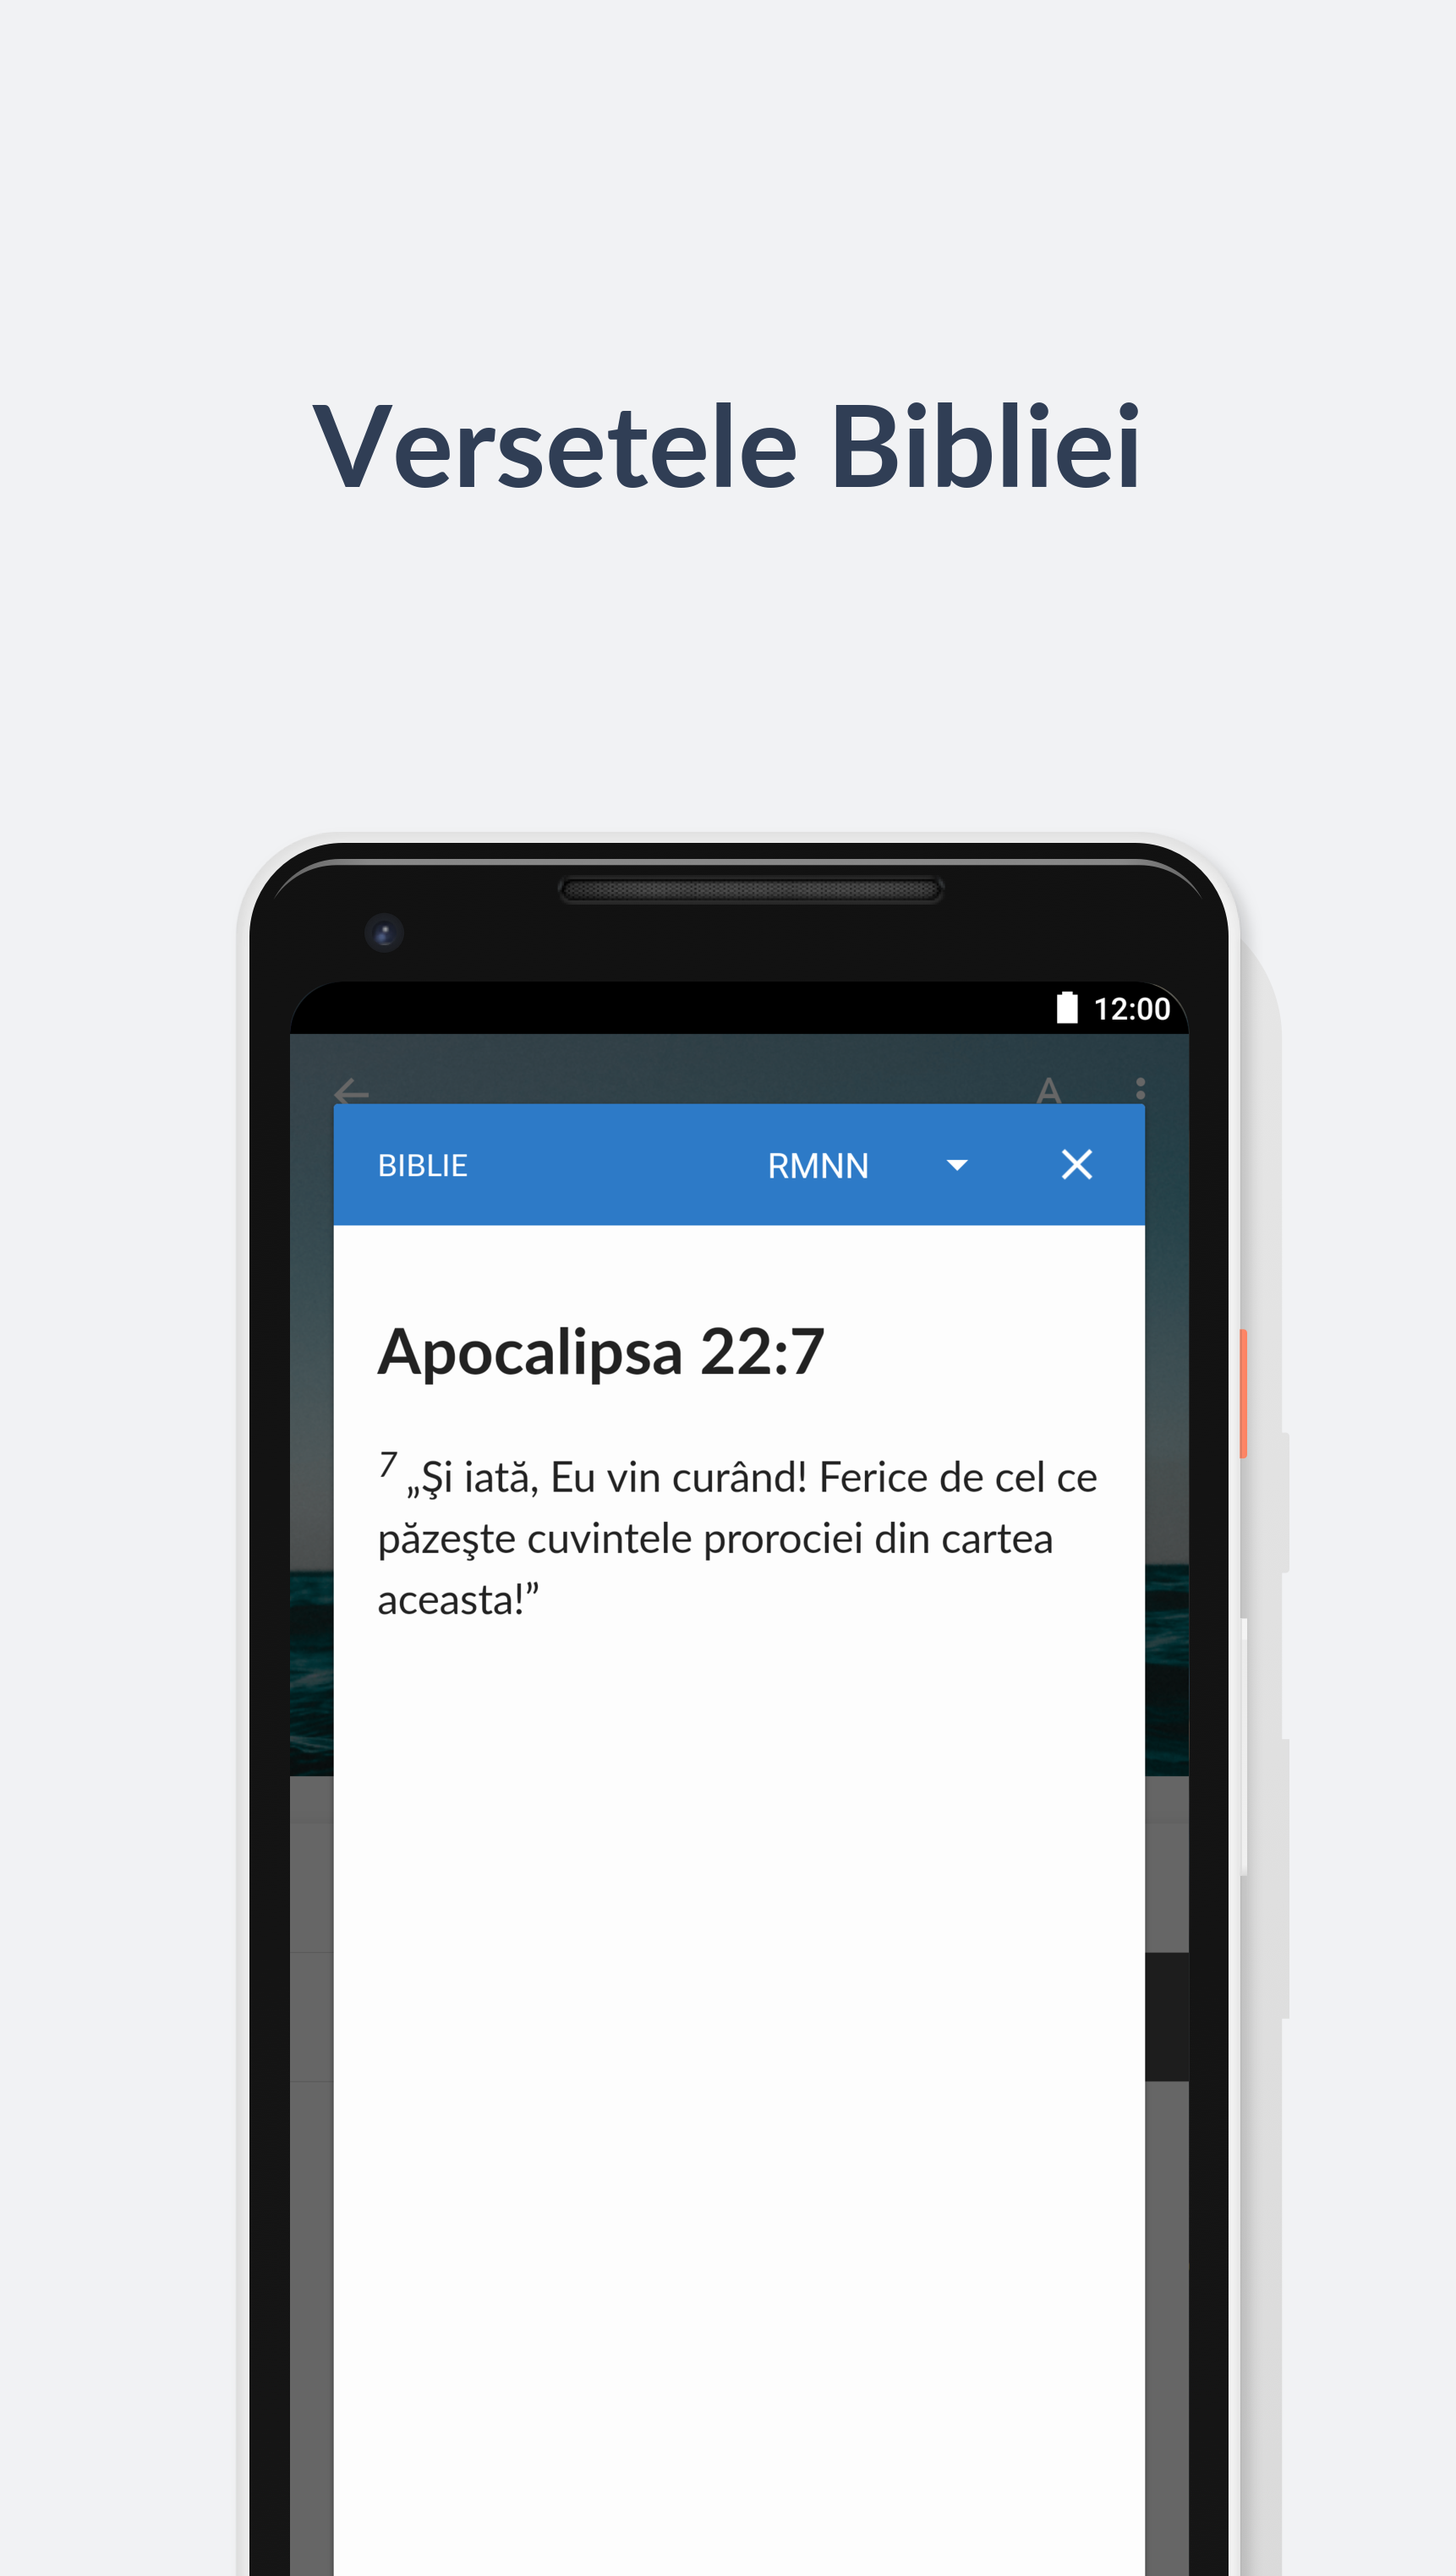 Versetele Bibliei
12:00
A
BIBLIE RMNN
Apocalipsa 22:7
7 „Şi iată, Eu vin curând! Ferice de cel ce
păzeşte cuvintele prorociei din cartea
aceasta!”